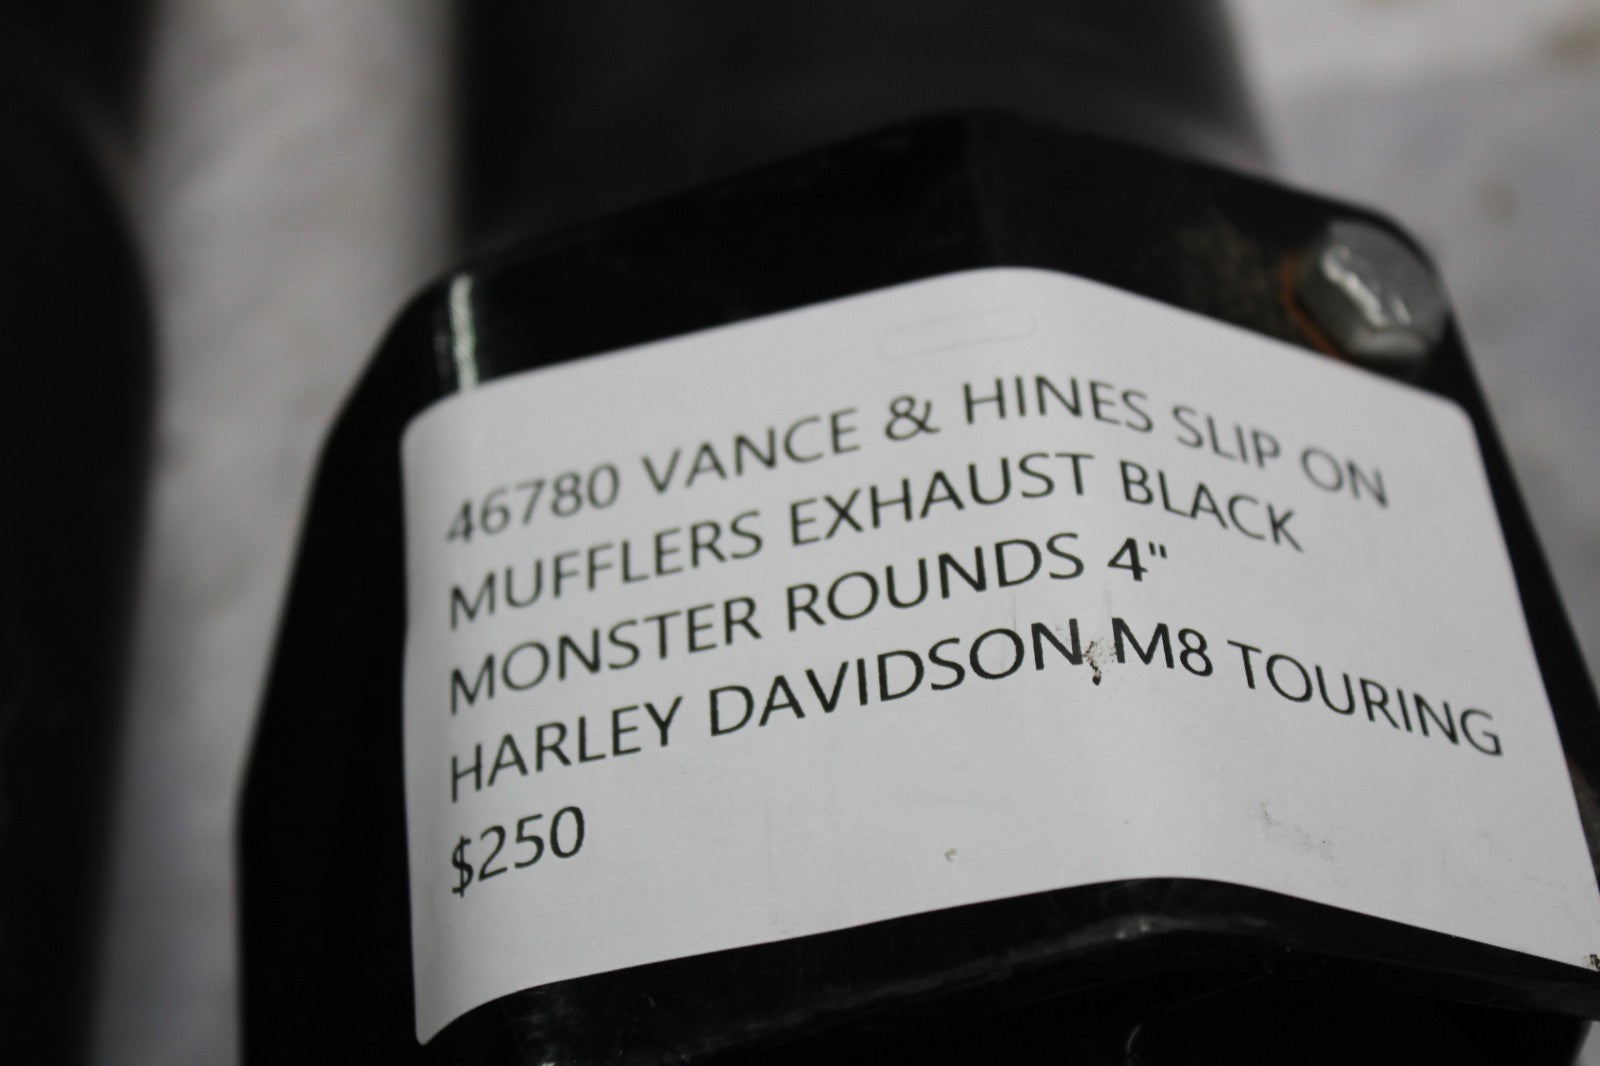 46780 VANCE & HINES SLIP ON
MUFFLERS EXHAUST BLACK
MONSTER ROUNDS 4"
HARLEY DAVIDSON M8 TOURING
$250